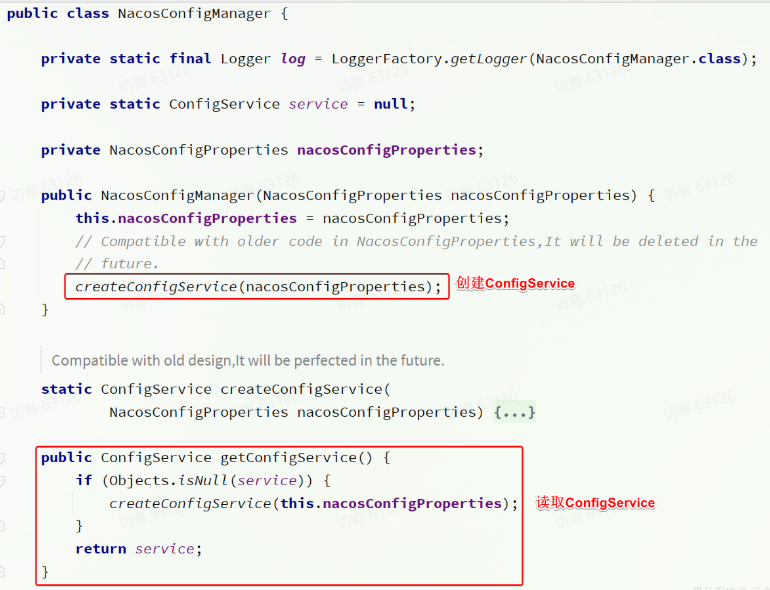 public class NacosConfigManager {
private static final Logger log = LoggerFactory.getLogger(NacosConfigManager.class);
private static ConfigService service = null;
private NacosConfigProperties nacosConfigProperties;
public NacosConfigManager(NacosConfigProperties nacosConfigProperties) {
this.nacosConfigProperties = nacosConfigProperties;
// Compatible with older code in NacosConfigProperties,It will be deleted in the
// future.
createConfigService(nacosConfigProperties); 创建ConfigService
}
Compatible with old design,It will be perfected in the future.
static ConfigService createConfigService(
NacosConfigProperties nacosConfigProperties) {...}
public ConfigService getConfigService() {
if (Objects.isNull(service)) {
createConfigService(this.nacosConfigProperties); 读取ConfigService
}
return service;
}
访客 63126